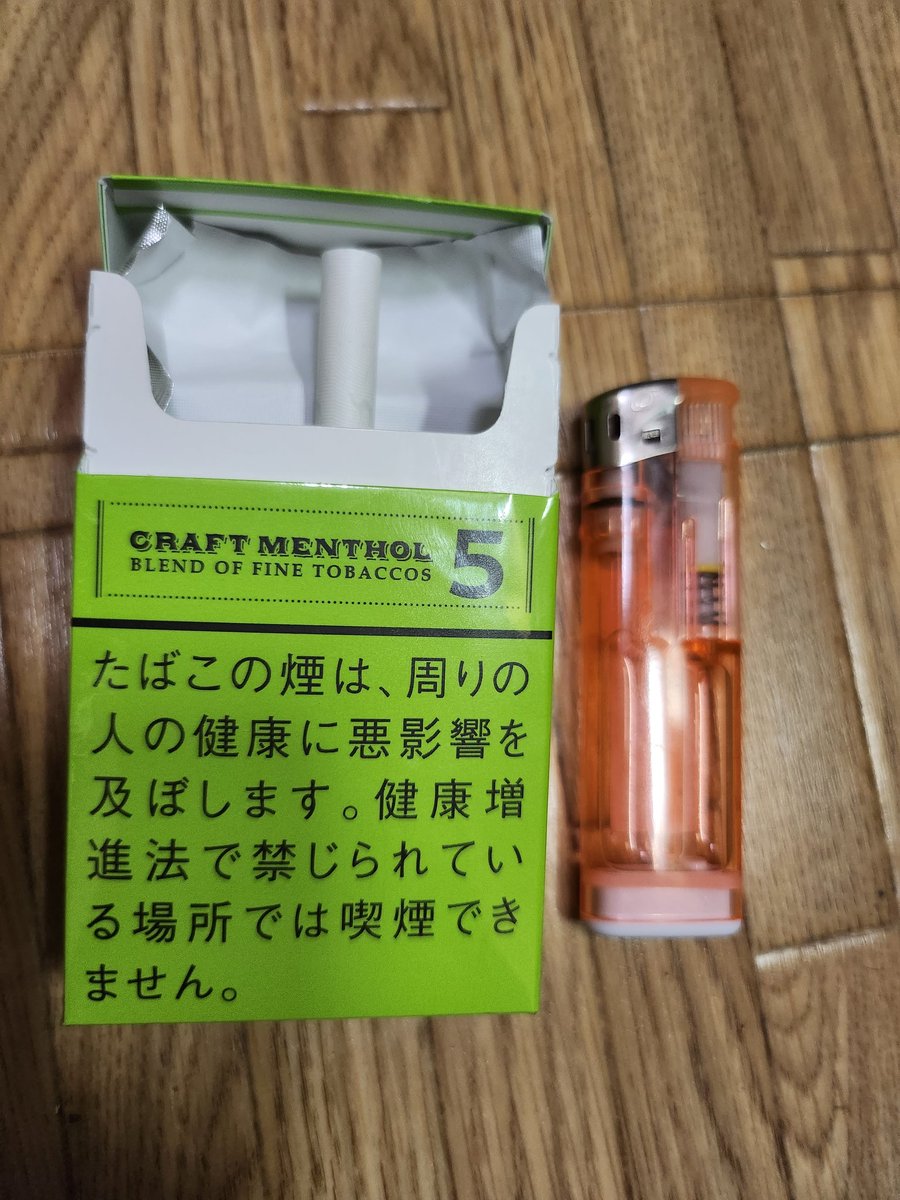 CRAFT MENTHOL 5
BLEND OF FINE TOBACCOS
たばこの煙は、周りの
人の健康に悪影響を
及ぼします。健康増
進法で禁じられてい
る場所では喫煙でき
ません。